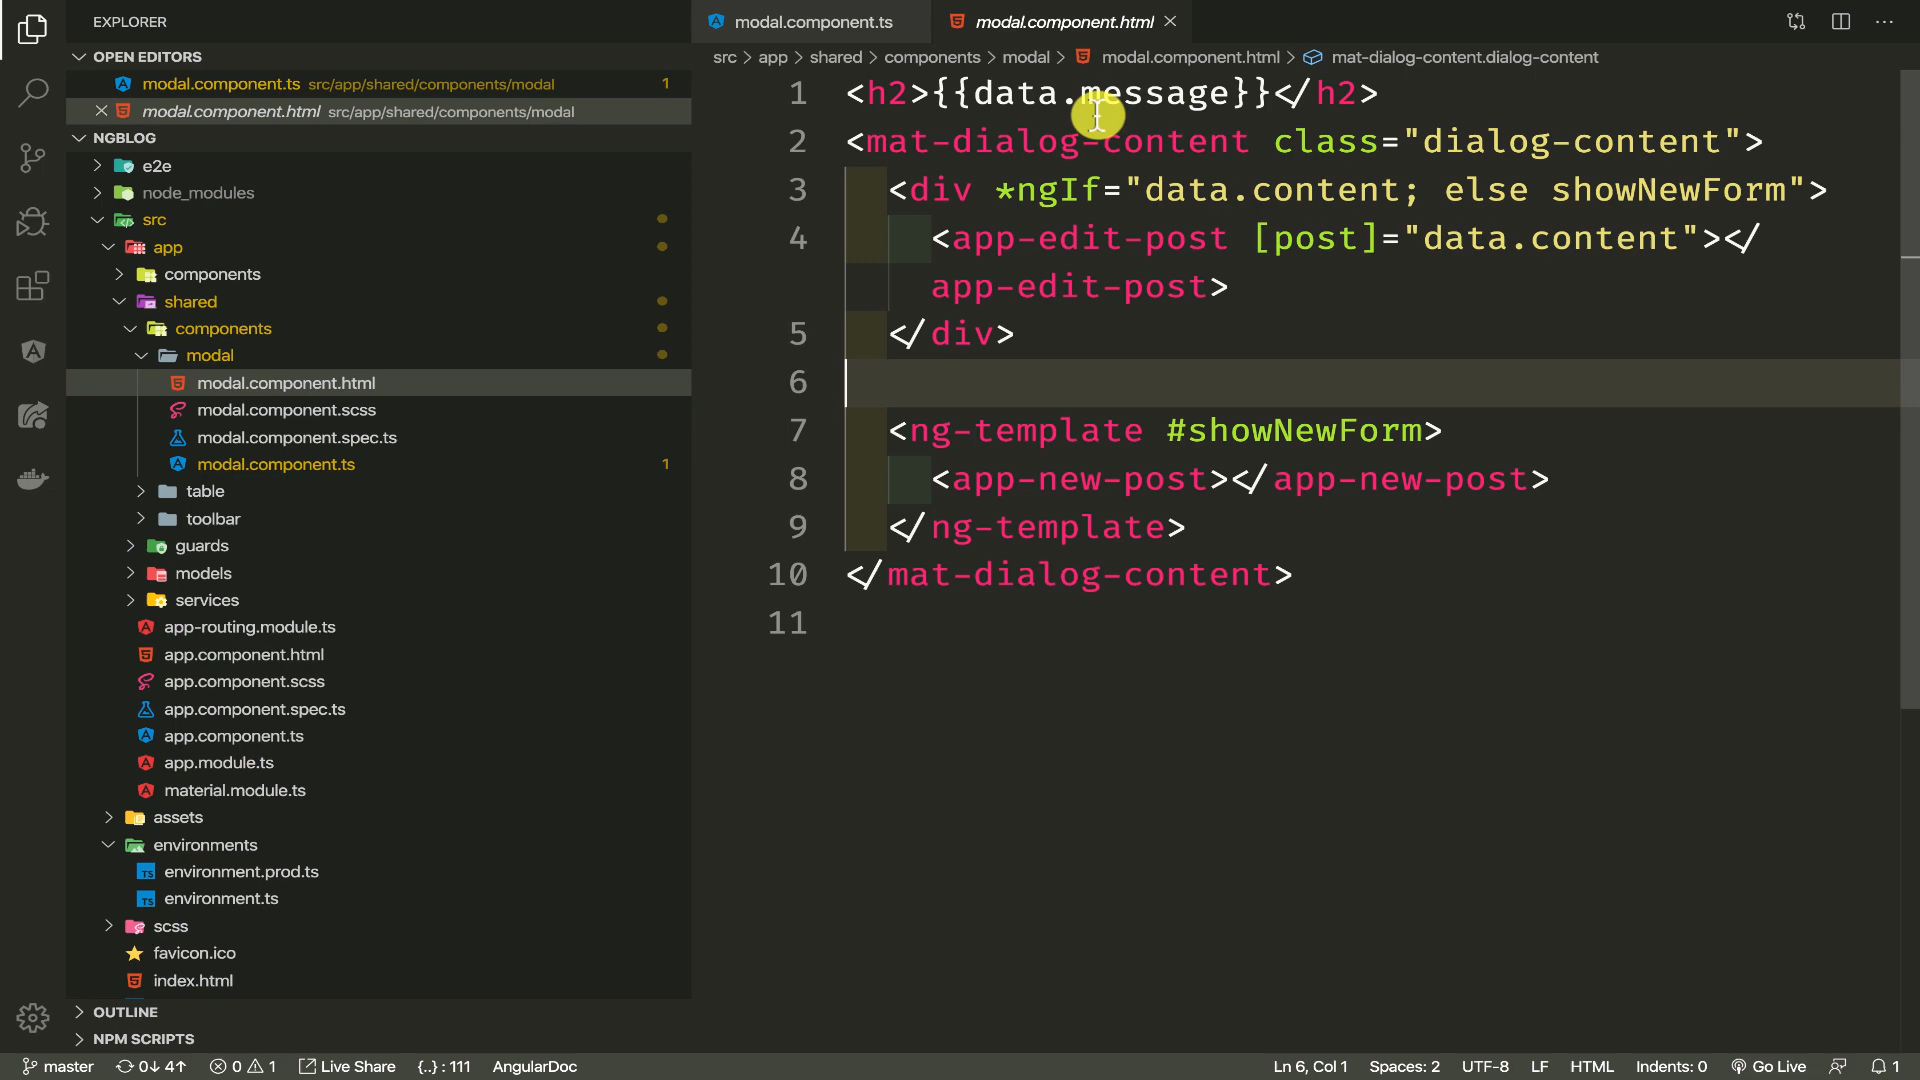 EXPLORER
OPEN EDITORS
modal.component.ts src/app/shared/components/modal 1
modal.component.html src/app/shared/components/modal
NGBLOG
e2e
node_modules
src
app
components
shared
components
modal
modal.component.html
modal.component.scss
modal.component.spec.ts
modal.component.ts 1
table
toolbar
guards
models
services
app-routing.module.ts
app.component.html
app.component.scss
app.component.spec.ts
app.component.ts
app.module.ts
material.module.ts
assets
environments
environment.prod.ts
environment.ts
scss
favicon.ico
index.html
OUTLINE
NPM SCRIPTS
modal.component.ts modal.component.html
src > app > shared > components > modal > modal.component.html > mat-dialog-content.dialog-content
1 <h2>{{data.message}}</h2>
2 <mat-dialog-content class="dialog-content">
3 <div *ngIf="data.content; else showNewForm">
4 <app-edit-post [post]="data.content"></
app-edit-post>
5 </div>
6
7 <ng-template #showNewForm>
8 <app-new-post></app-new-post>
9 </ng-template>
10 </mat-dialog-content>
11
master 0↓ 4↑ 0 1 Live Share {..} : 111 AngularDoc Ln 6, Col 1 Spaces: 2 UTF-8 LF HTML Indents: 0 Go Live 1